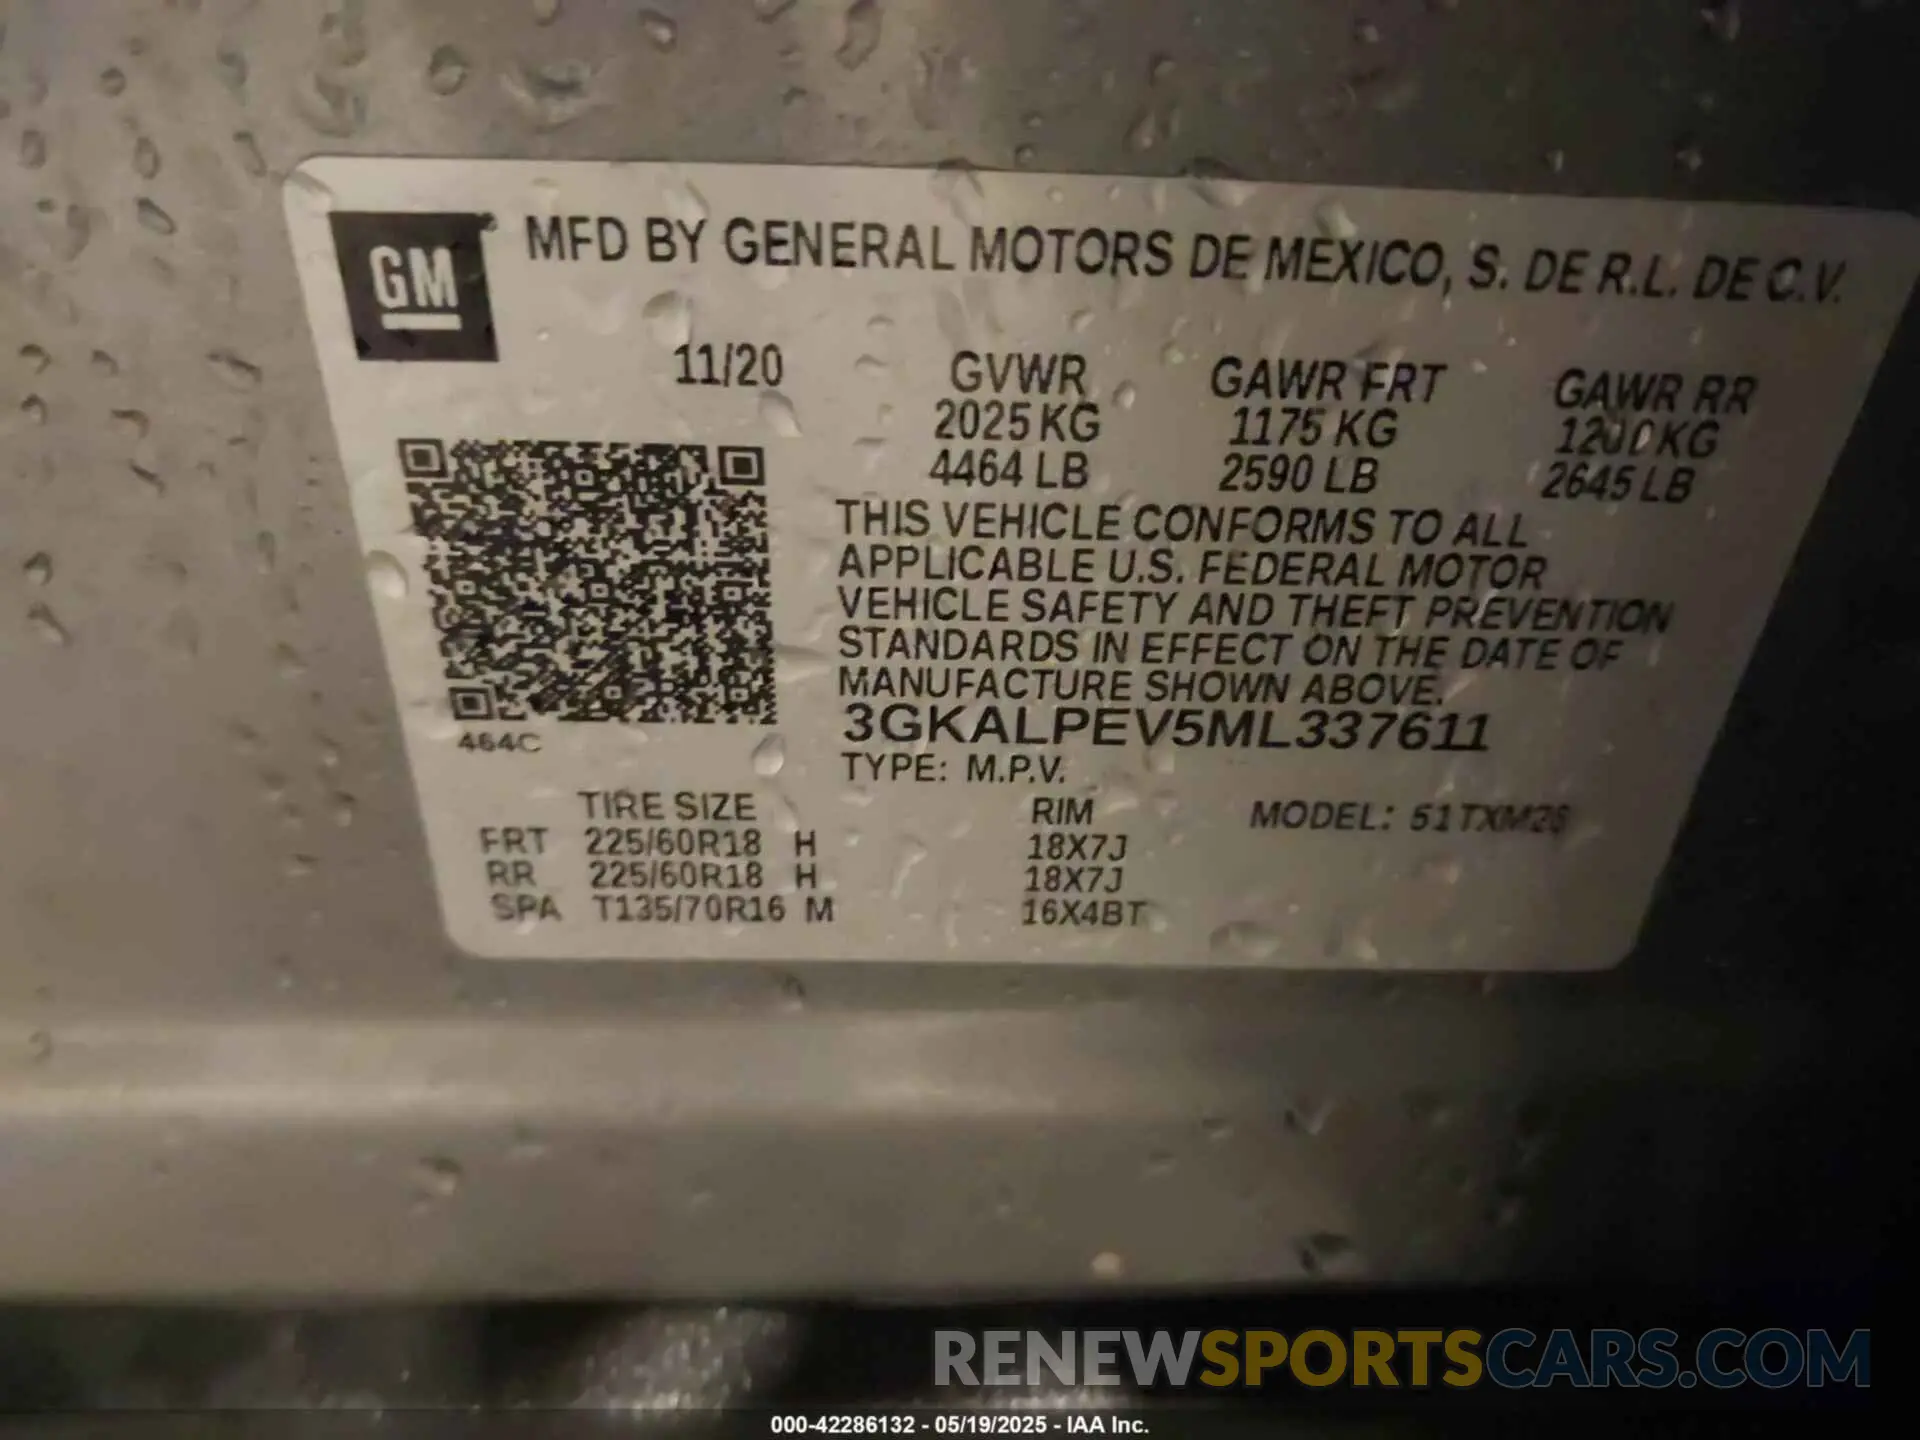 GM
MFD BY GENERAL MOTORS DE MEXICO, S. DE R.L. DE C.V.
11/20
GVWR GAWR FRT GAWR RR
2025 KG 1175 KG 1200 KG
4464 LB 2590 LB 2645 LB
THIS VEHICLE CONFORMS TO ALL
APPLICABLE U.S. FEDERAL MOTOR
VEHICLE SAFETY AND THEFT PREVENTION
STANDARDS IN EFFECT ON THE DATE OF
MANUFACTURE SHOWN ABOVE.
3GKALPEV5ML337611
464C
TYPE: M.P.V.
TIRE SIZE RIM MODEL:
FRT 225/60R18 H 18X7J
RR 225/60R18 H 18X7J
SPA T135/70R16 M 16X4BT
RENEWSPORTSCARS.COM
000-42286132 - 05/19/2025 - IAA Inc.